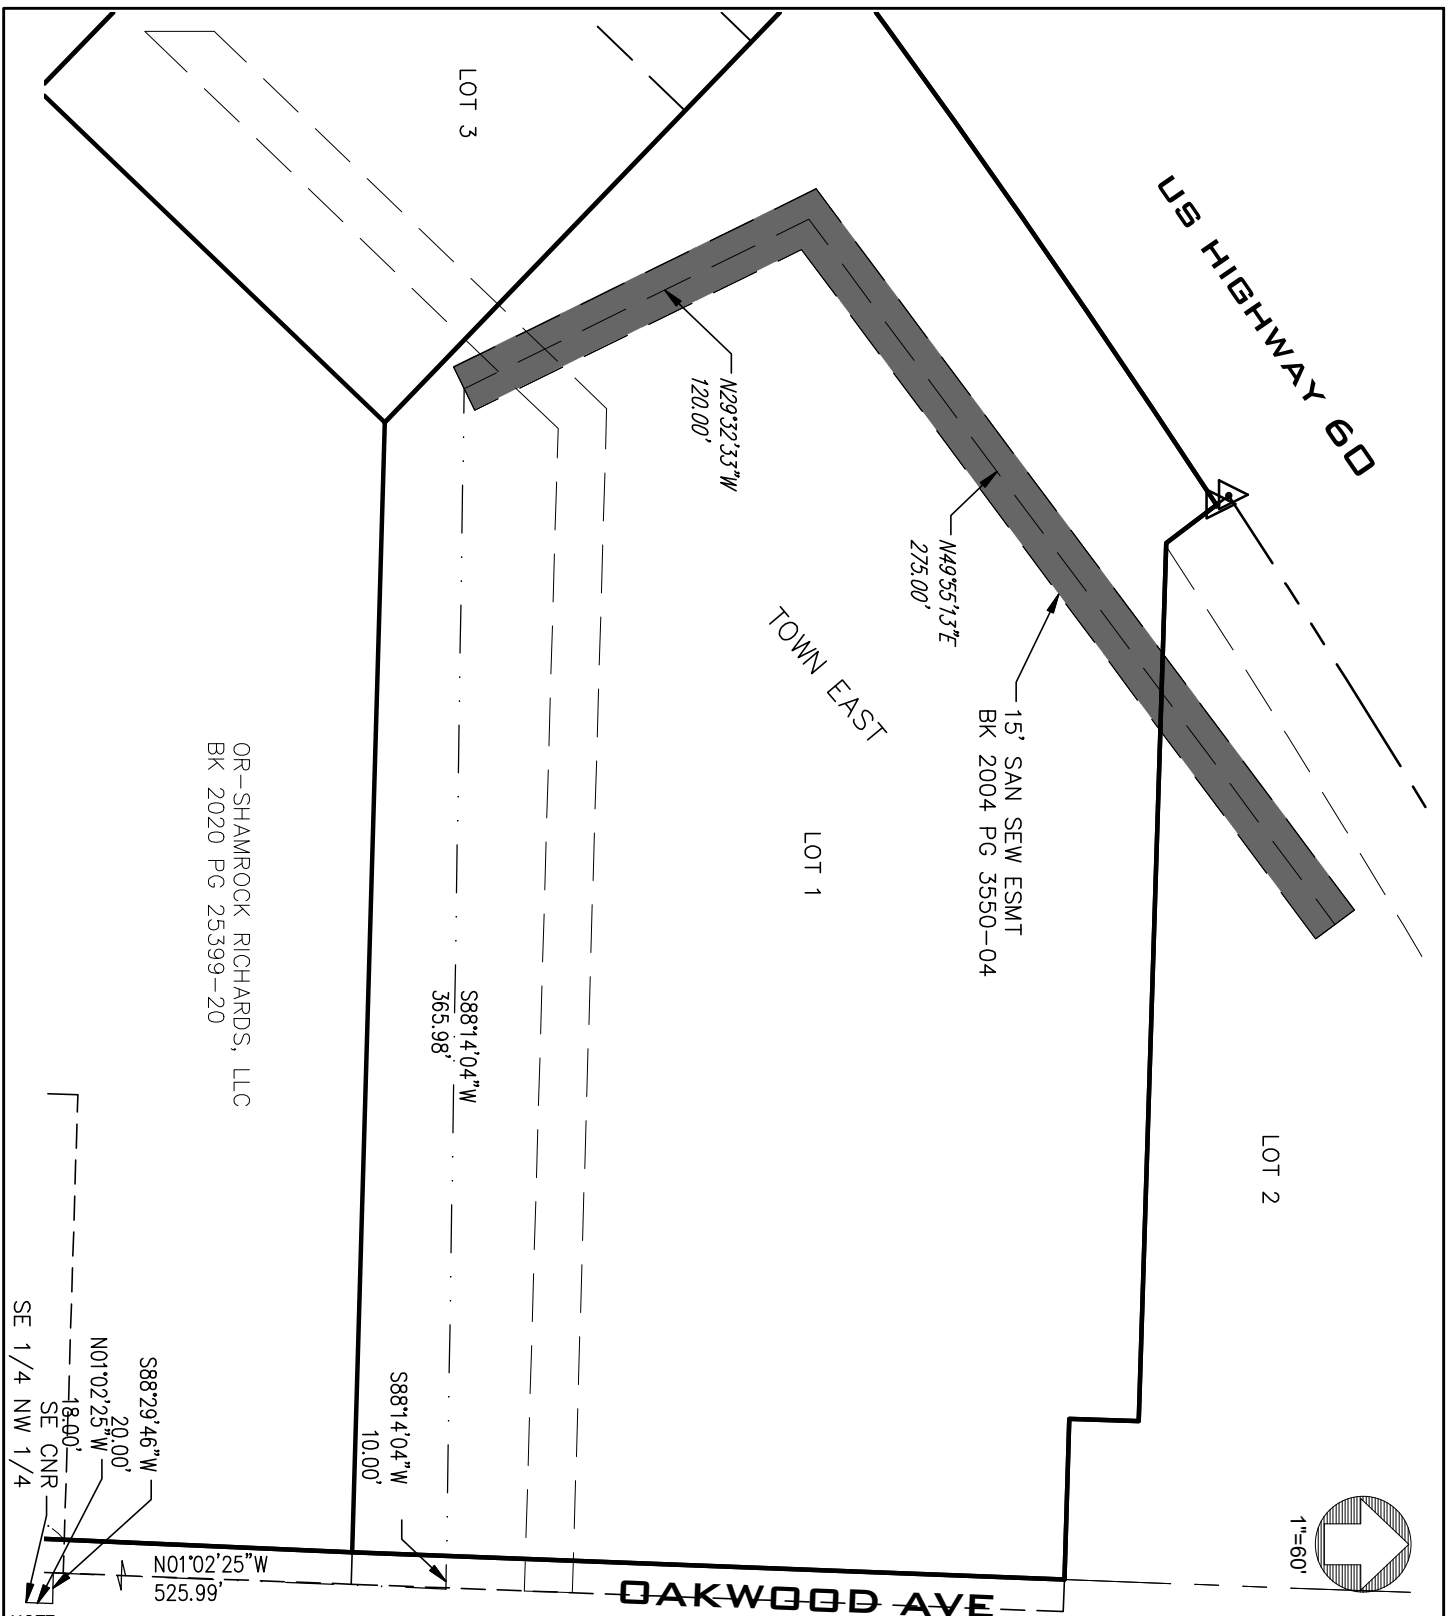 US HIGHWAY 60
LOT 3
N29°32'33"W
120.00'
N49°55'13"E
275.00'
15' SAN SEW ESMT
BK 2004 PG 3550-04
TOWN EAST
LOT 1
LOT 2
OR-SHAMROCK RICHARDS, LLC
BK 2020 PG 25399-20
S88°14'04"W
365.98'
S88°14'04"W
10.00'
1"=60'
S88°29'46"W
20.00'
N01°02'25"W
18.00'
SE CNR
SE 1/4 NW 1/4
N01°02'25"W
525.99'
OAKWOOD AVE